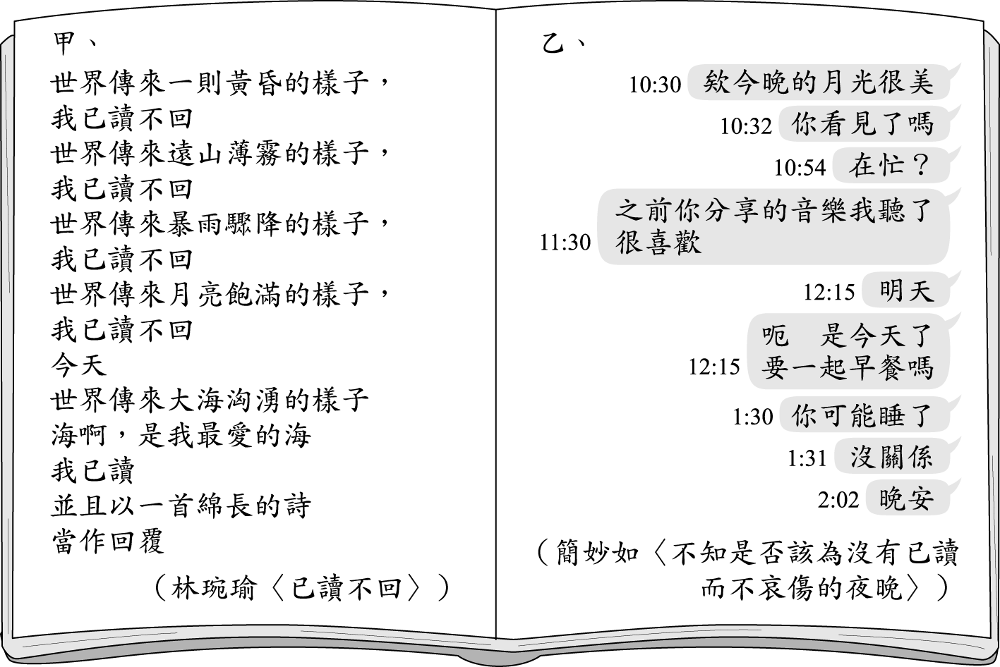 甲、
世界傳來一則黃昏的樣子，
我已讀不回
世界傳來遠山薄霧的樣子，
我已讀不回
世界傳來暴雨驟降的樣子，
我已讀不回
世界傳來月亮飽滿的樣子，
我已讀不回
今天
世界傳來大海洶湧的樣子
海啊，是我最愛的海
我已讀
並且以一首綿長的詩
當作回覆
（林琬瑜〈已讀不回〉）
乙、
10:30 欸今晚的月光很美
10:32 你看見了嗎
10:54 在忙？
之前你分享的音樂我聽了
11:30 很喜歡
12:15 明天
呃　是今天了
12:15 要一起早餐嗎
1:30 你可能睡了
1:31 沒關係
2:02 晚安
（簡妙如〈不知是否該為沒有已讀
而不哀傷的夜晚〉）